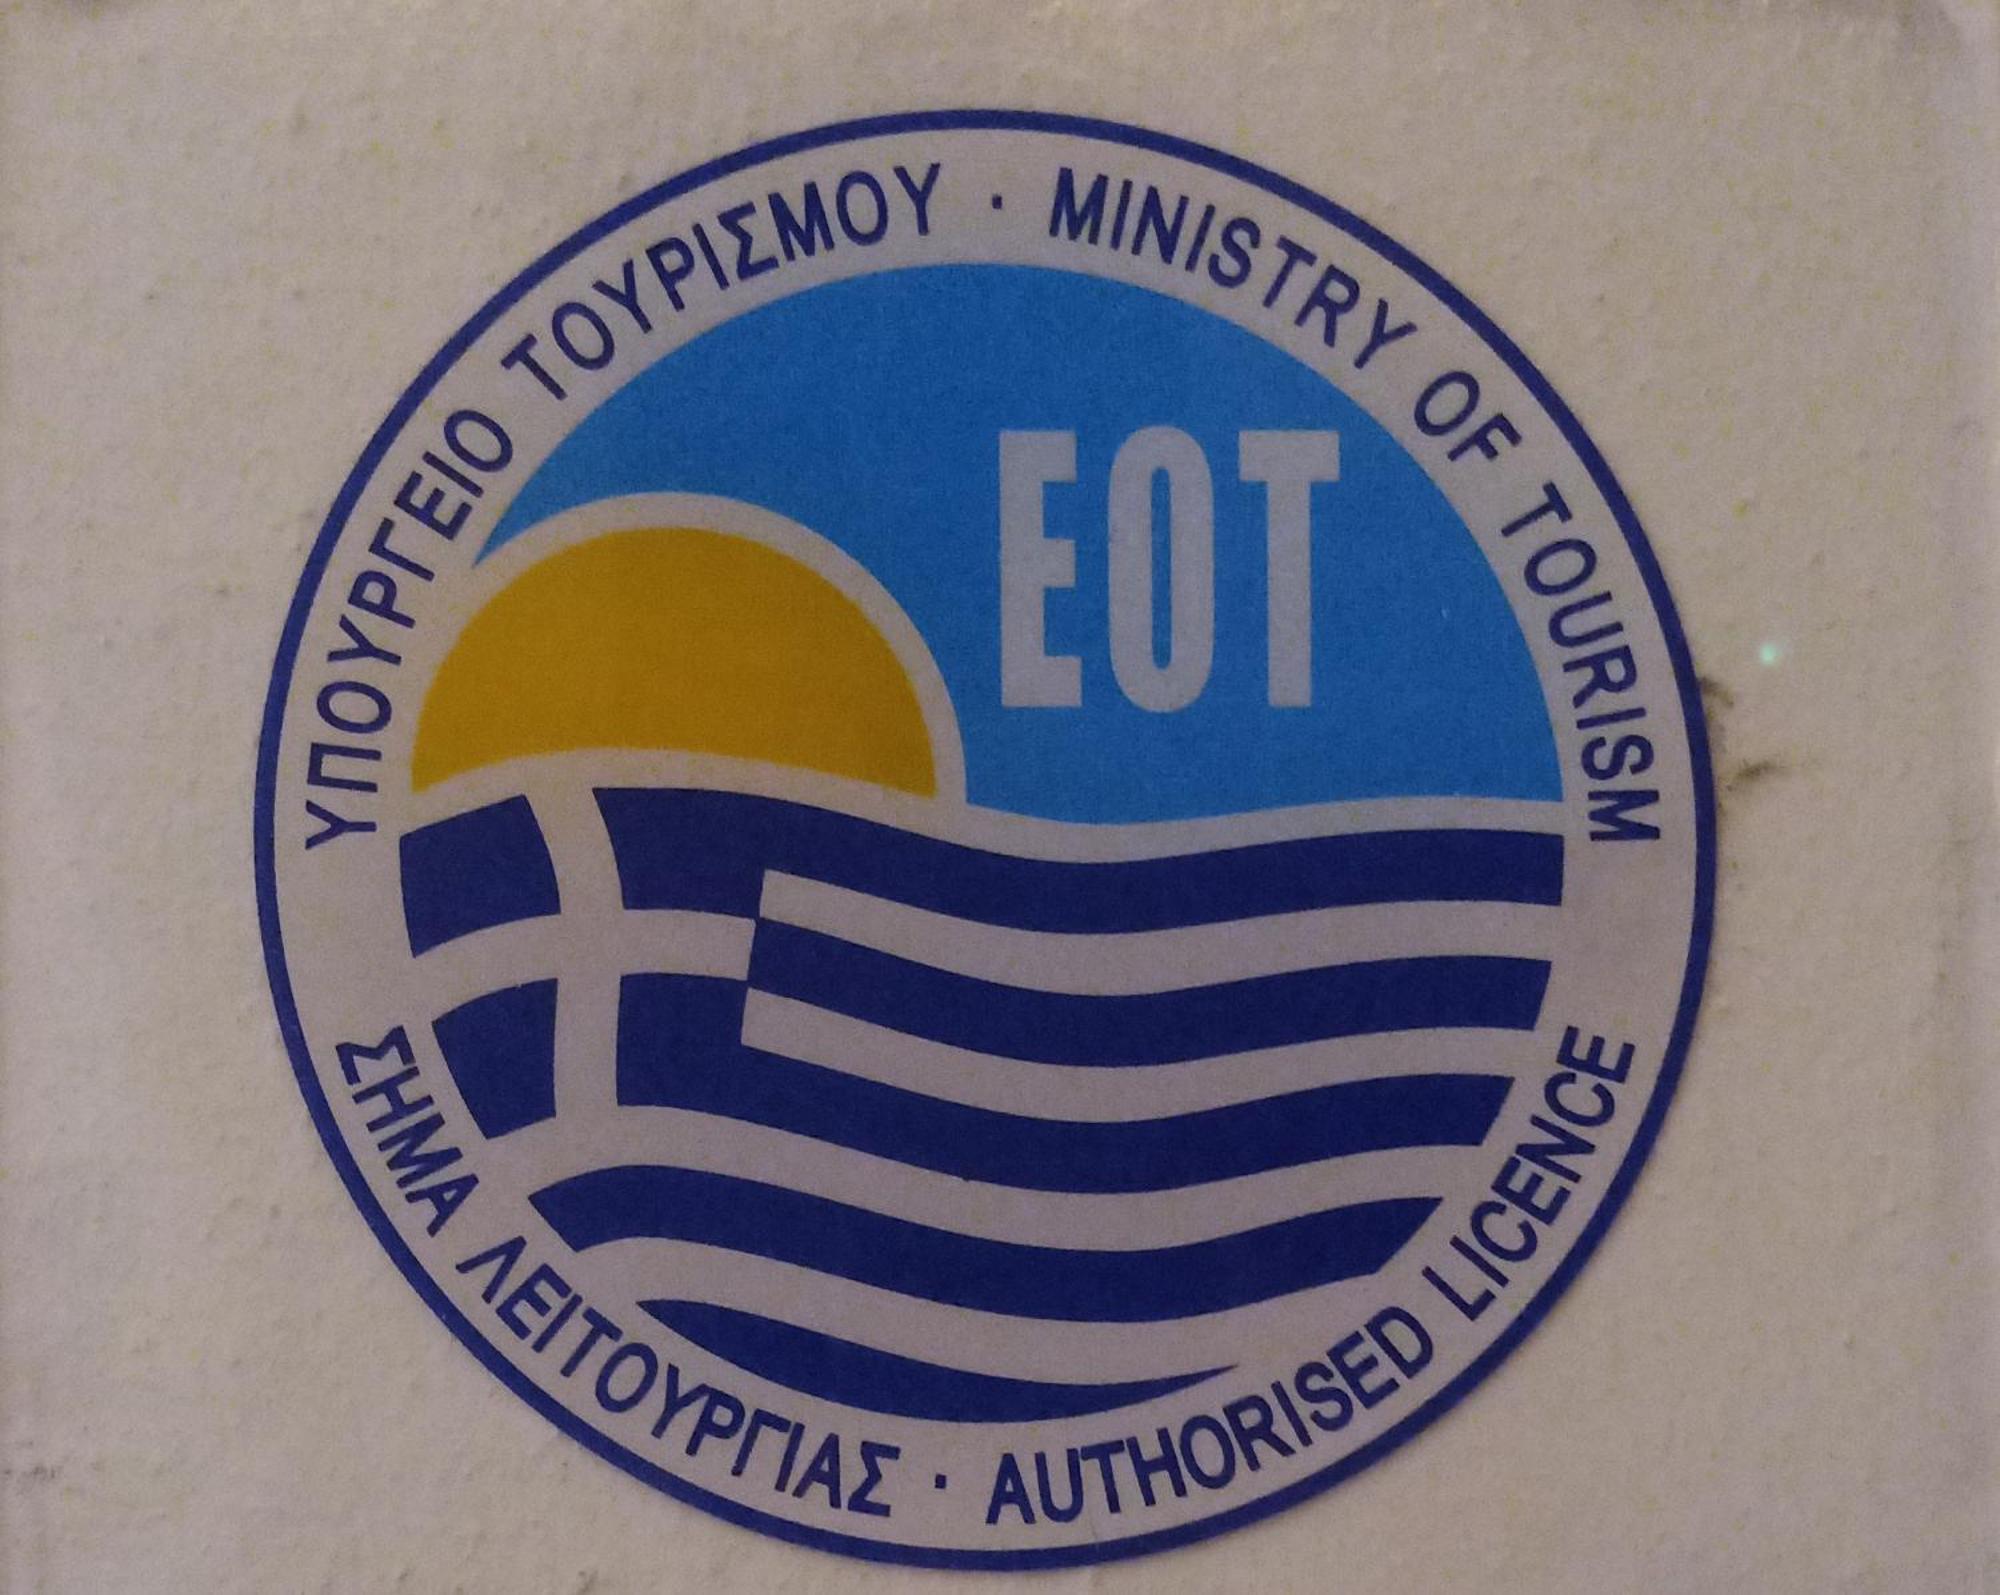 ΥΠΟΥΡΓΕΙΟ ΤΟΥΡΙΣΜΟΥ · MINISTRY OF TOURISM
ΕΟΤ
ΣΗΜΑ ΛΕΙΤΟΥΡΓΙΑΣ · AUTHORISED LICENCE